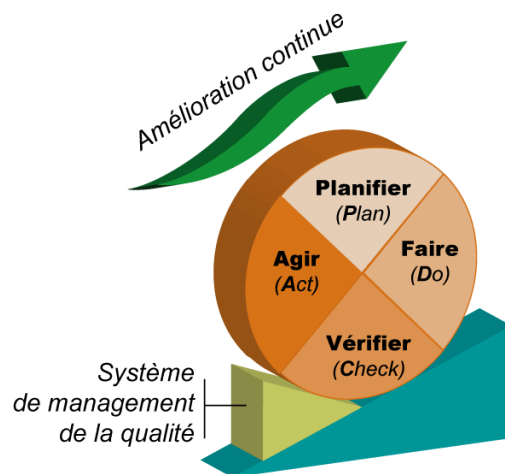 Amélioration continue
Planifier
(Plan)
Agir
(Act)
Faire
(Do)
Vérifier
(Check)
Système
de management
de la qualité